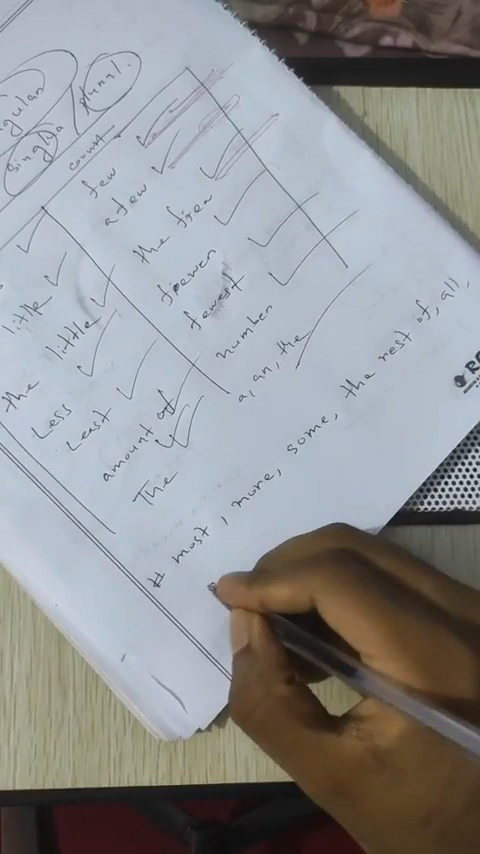 singular
plural
single
count
few
a few
little
the few
the little
fewer
Less
fewest
Least
number
amount of
a, an, the
The
# most, more, some, the rest of, all,